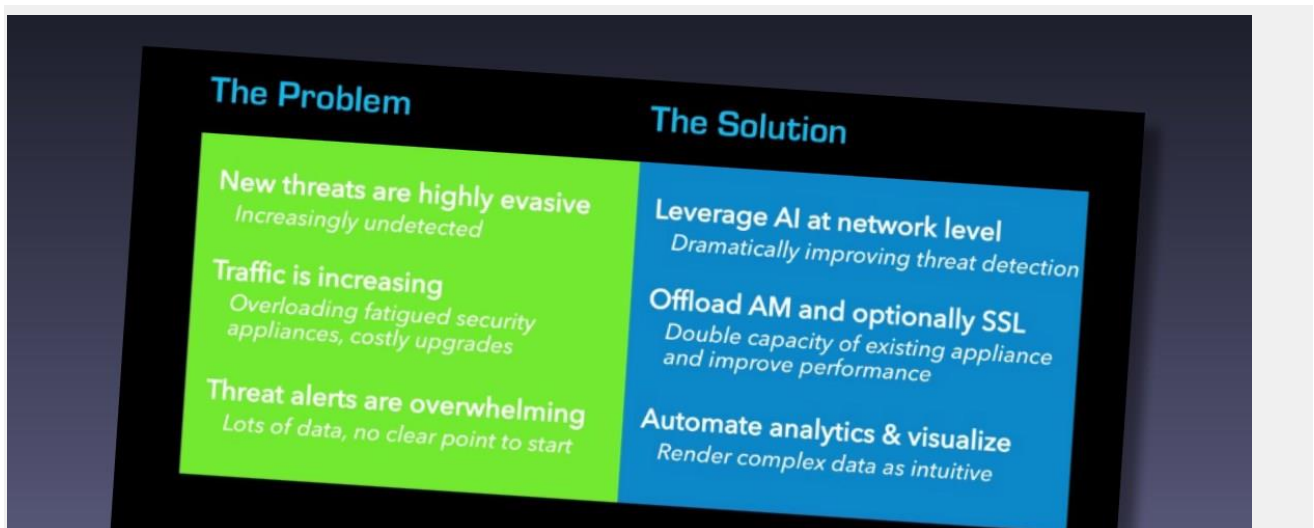 The Problem
New threats are highly evasive
Increasingly undetected
Traffic is increasing
Overloading fatigued security
appliances, costly upgrades
Threat alerts are overwhelming
Lots of data, no clear point to start
The Solution
Leverage AI at network level
Dramatically improving threat detection
Offload AM and optionally SSL
Double capacity of existing appliance
and improve performance
Automate analytics & visualize
Render complex data as intuitive